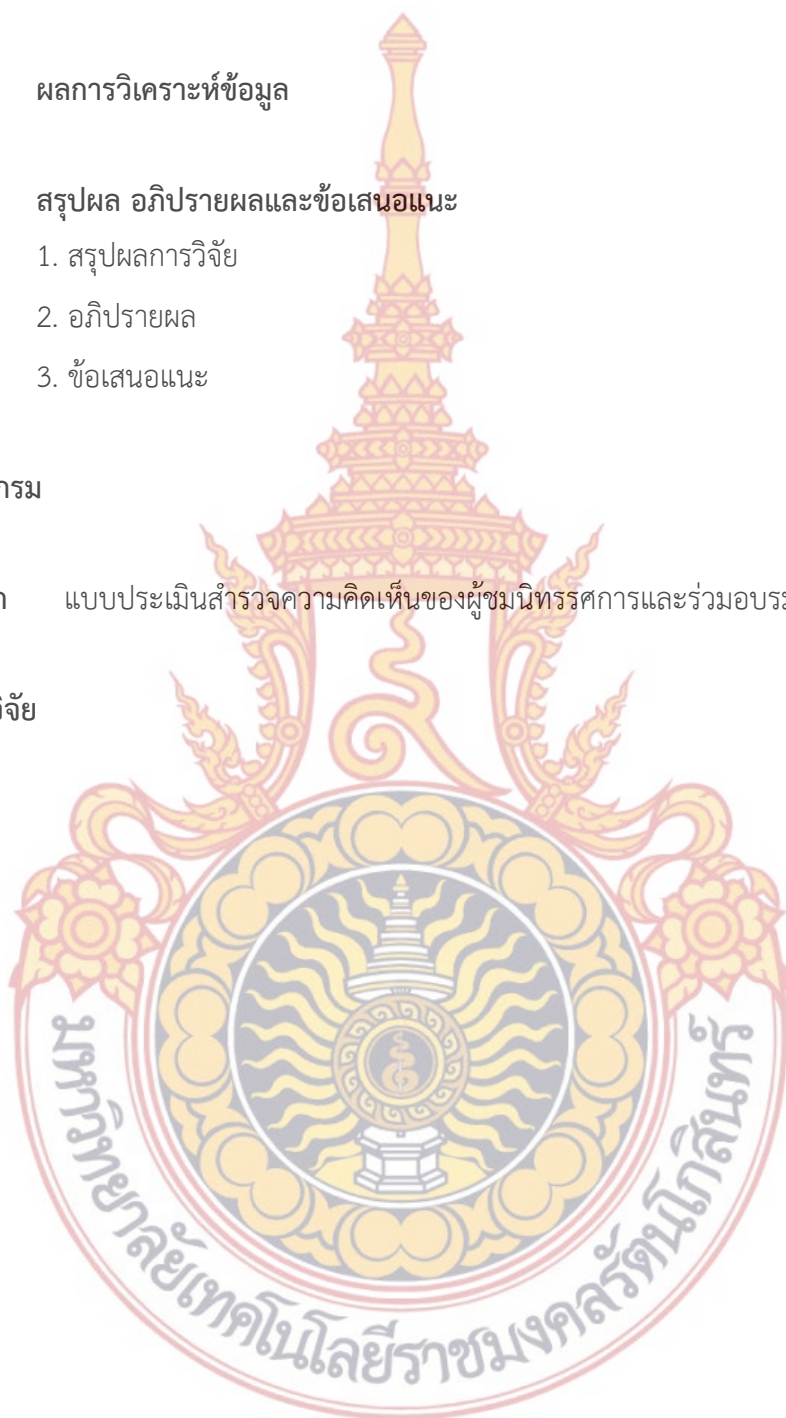 ผลการวิเคราะห์ข้อมูล
สรุปผล อภิปรายผลและข้อเสนอแนะ
1. สรุปผลการวิจัย
2. อภิปรายผล
3. ข้อเสนอแนะ
กรม
แบบประเมินสำรวจความคิดเห็นของผู้ชมนิทรรศการและร่วมอบรม
วิจัย
มหาวิทยาลัยเทคโนโลยีราชมงคลรัตนโกสินทร์